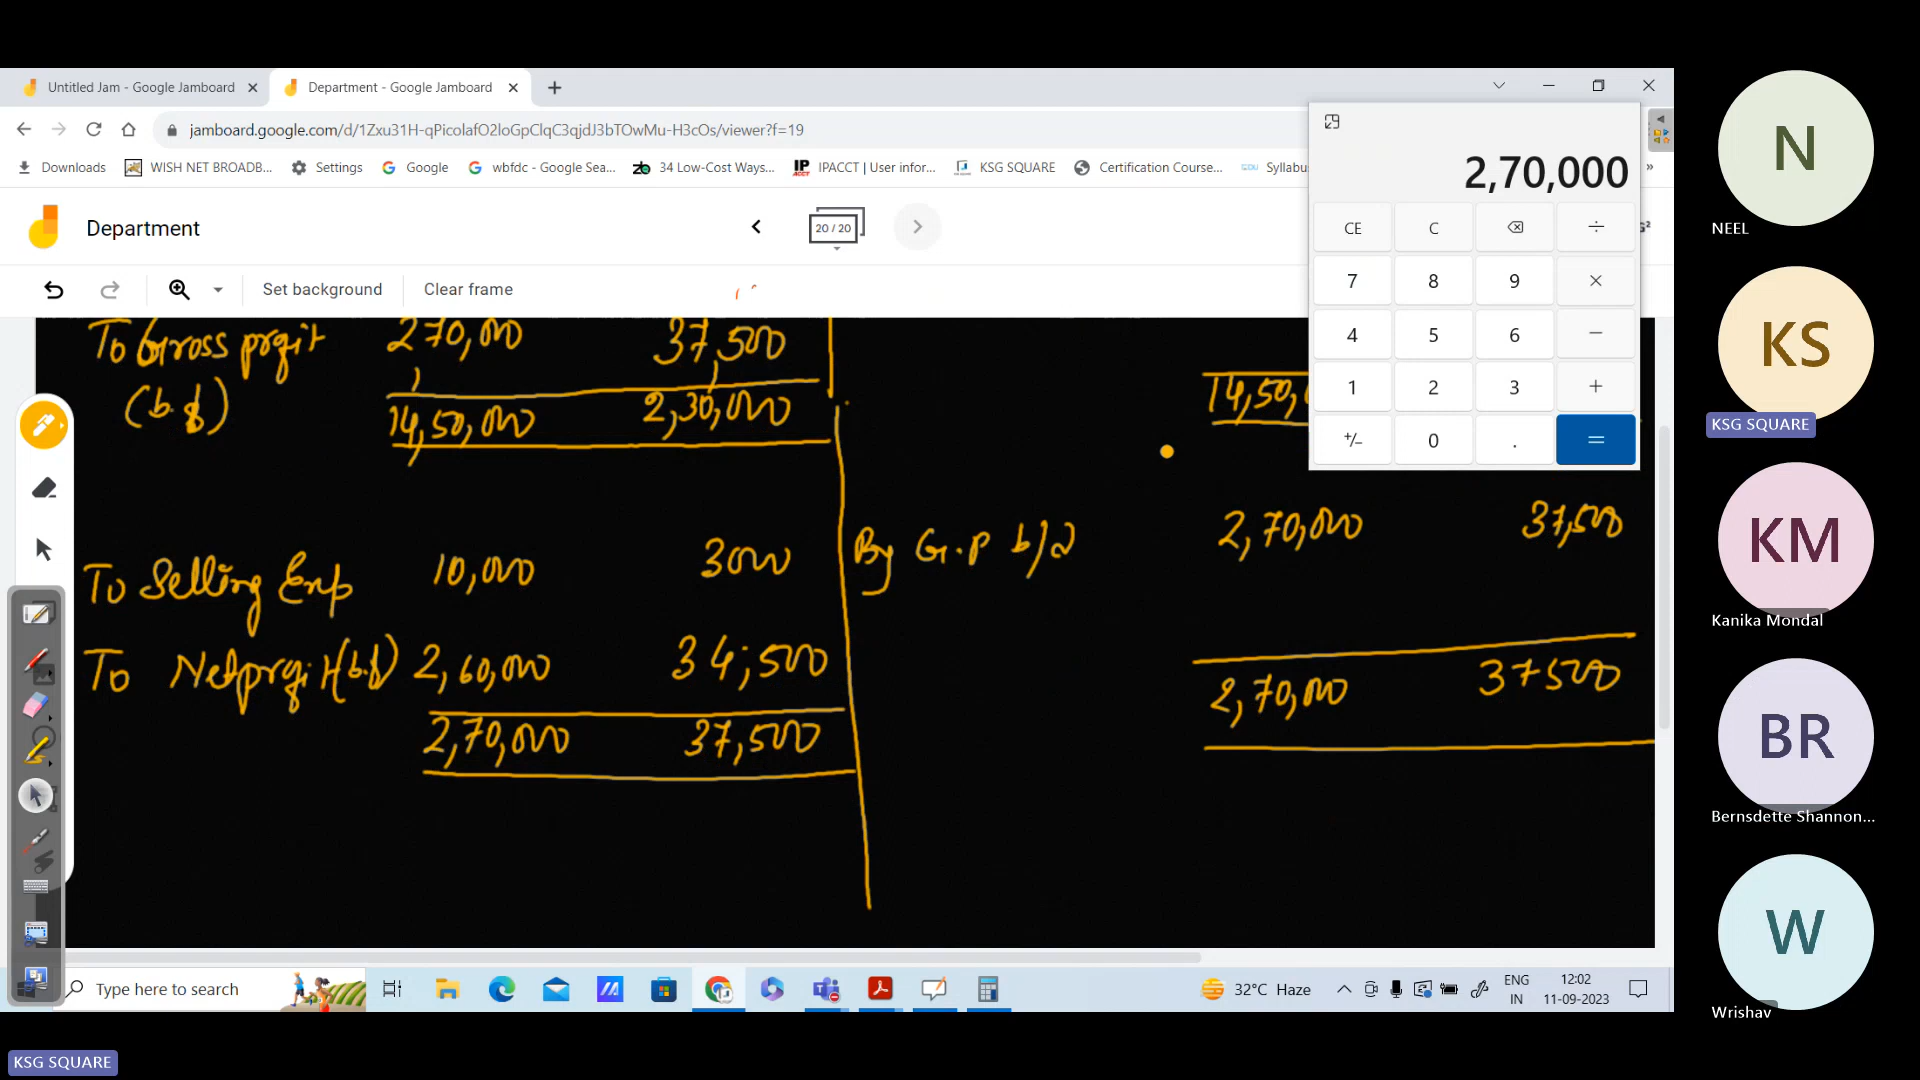 Untitled Jam - Google Jamboard
Department - Google Jamboard
jamboard.google.com/d/1Zxu31H-qPicolafO2loGpClqC3qjdJ3bTOwMu-H3cOs/viewer?f=19
Downloads WISH NET BROADB... Settings Google wbfdc - Google Sea... 34 Low-Cost Ways... IPACCT | User infor... KSG SQUARE Certification Course... Syllabus »
Department
20 / 20
Set background Clear frame
2,70,000
CE C ÷
7 8 9 ×
4 5 6 −
1 2 3 +
+/− 0 . =
To Gross profit 270,000 37,500
(b.f)
14,50,000 2,30,000 14,50,
To Selling Exp 10,000 3000 By G.P b/d 2,70,000 37,500
To Net profit (b.f) 2,60,000 34,500
2,70,000 37,500 2,70,000 37500
Type here to search
32°C Haze
ENG
IN
12:02
11-09-2023
N
NEEL
KS
KSG SQUARE
KM
Kanika Mondal
BR
Bernsdette Shannon...
W
Wrishav
KSG SQUARE